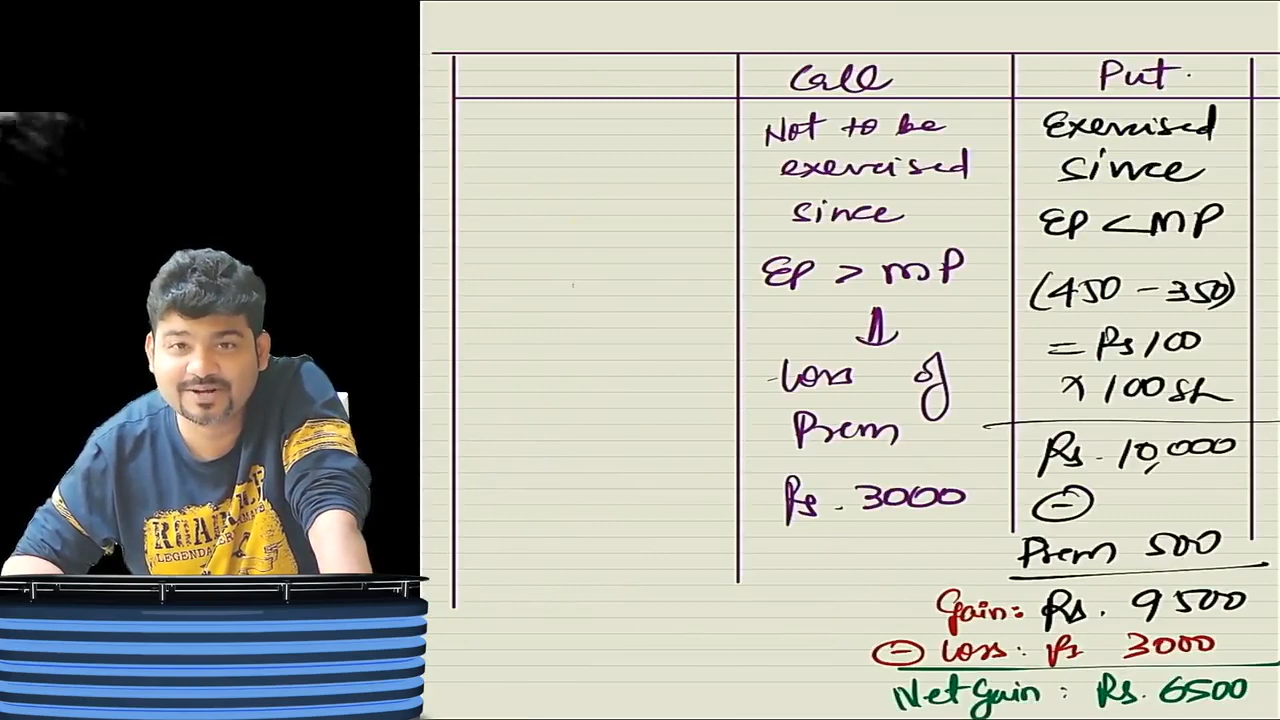 Call
Not to be
exercised
since
EP > MP
⇓
Loss of
Prem
Rs. 3000
Put.
Exercised
since
EP < MP
(450 - 350)
= Rs 100
× 100 Sh
Rs. 10,000
(-)
Prem 500
Gain: Rs. 9500
(-) Loss: Rs 3000
Net Gain: Rs. 6500
LEGENDA